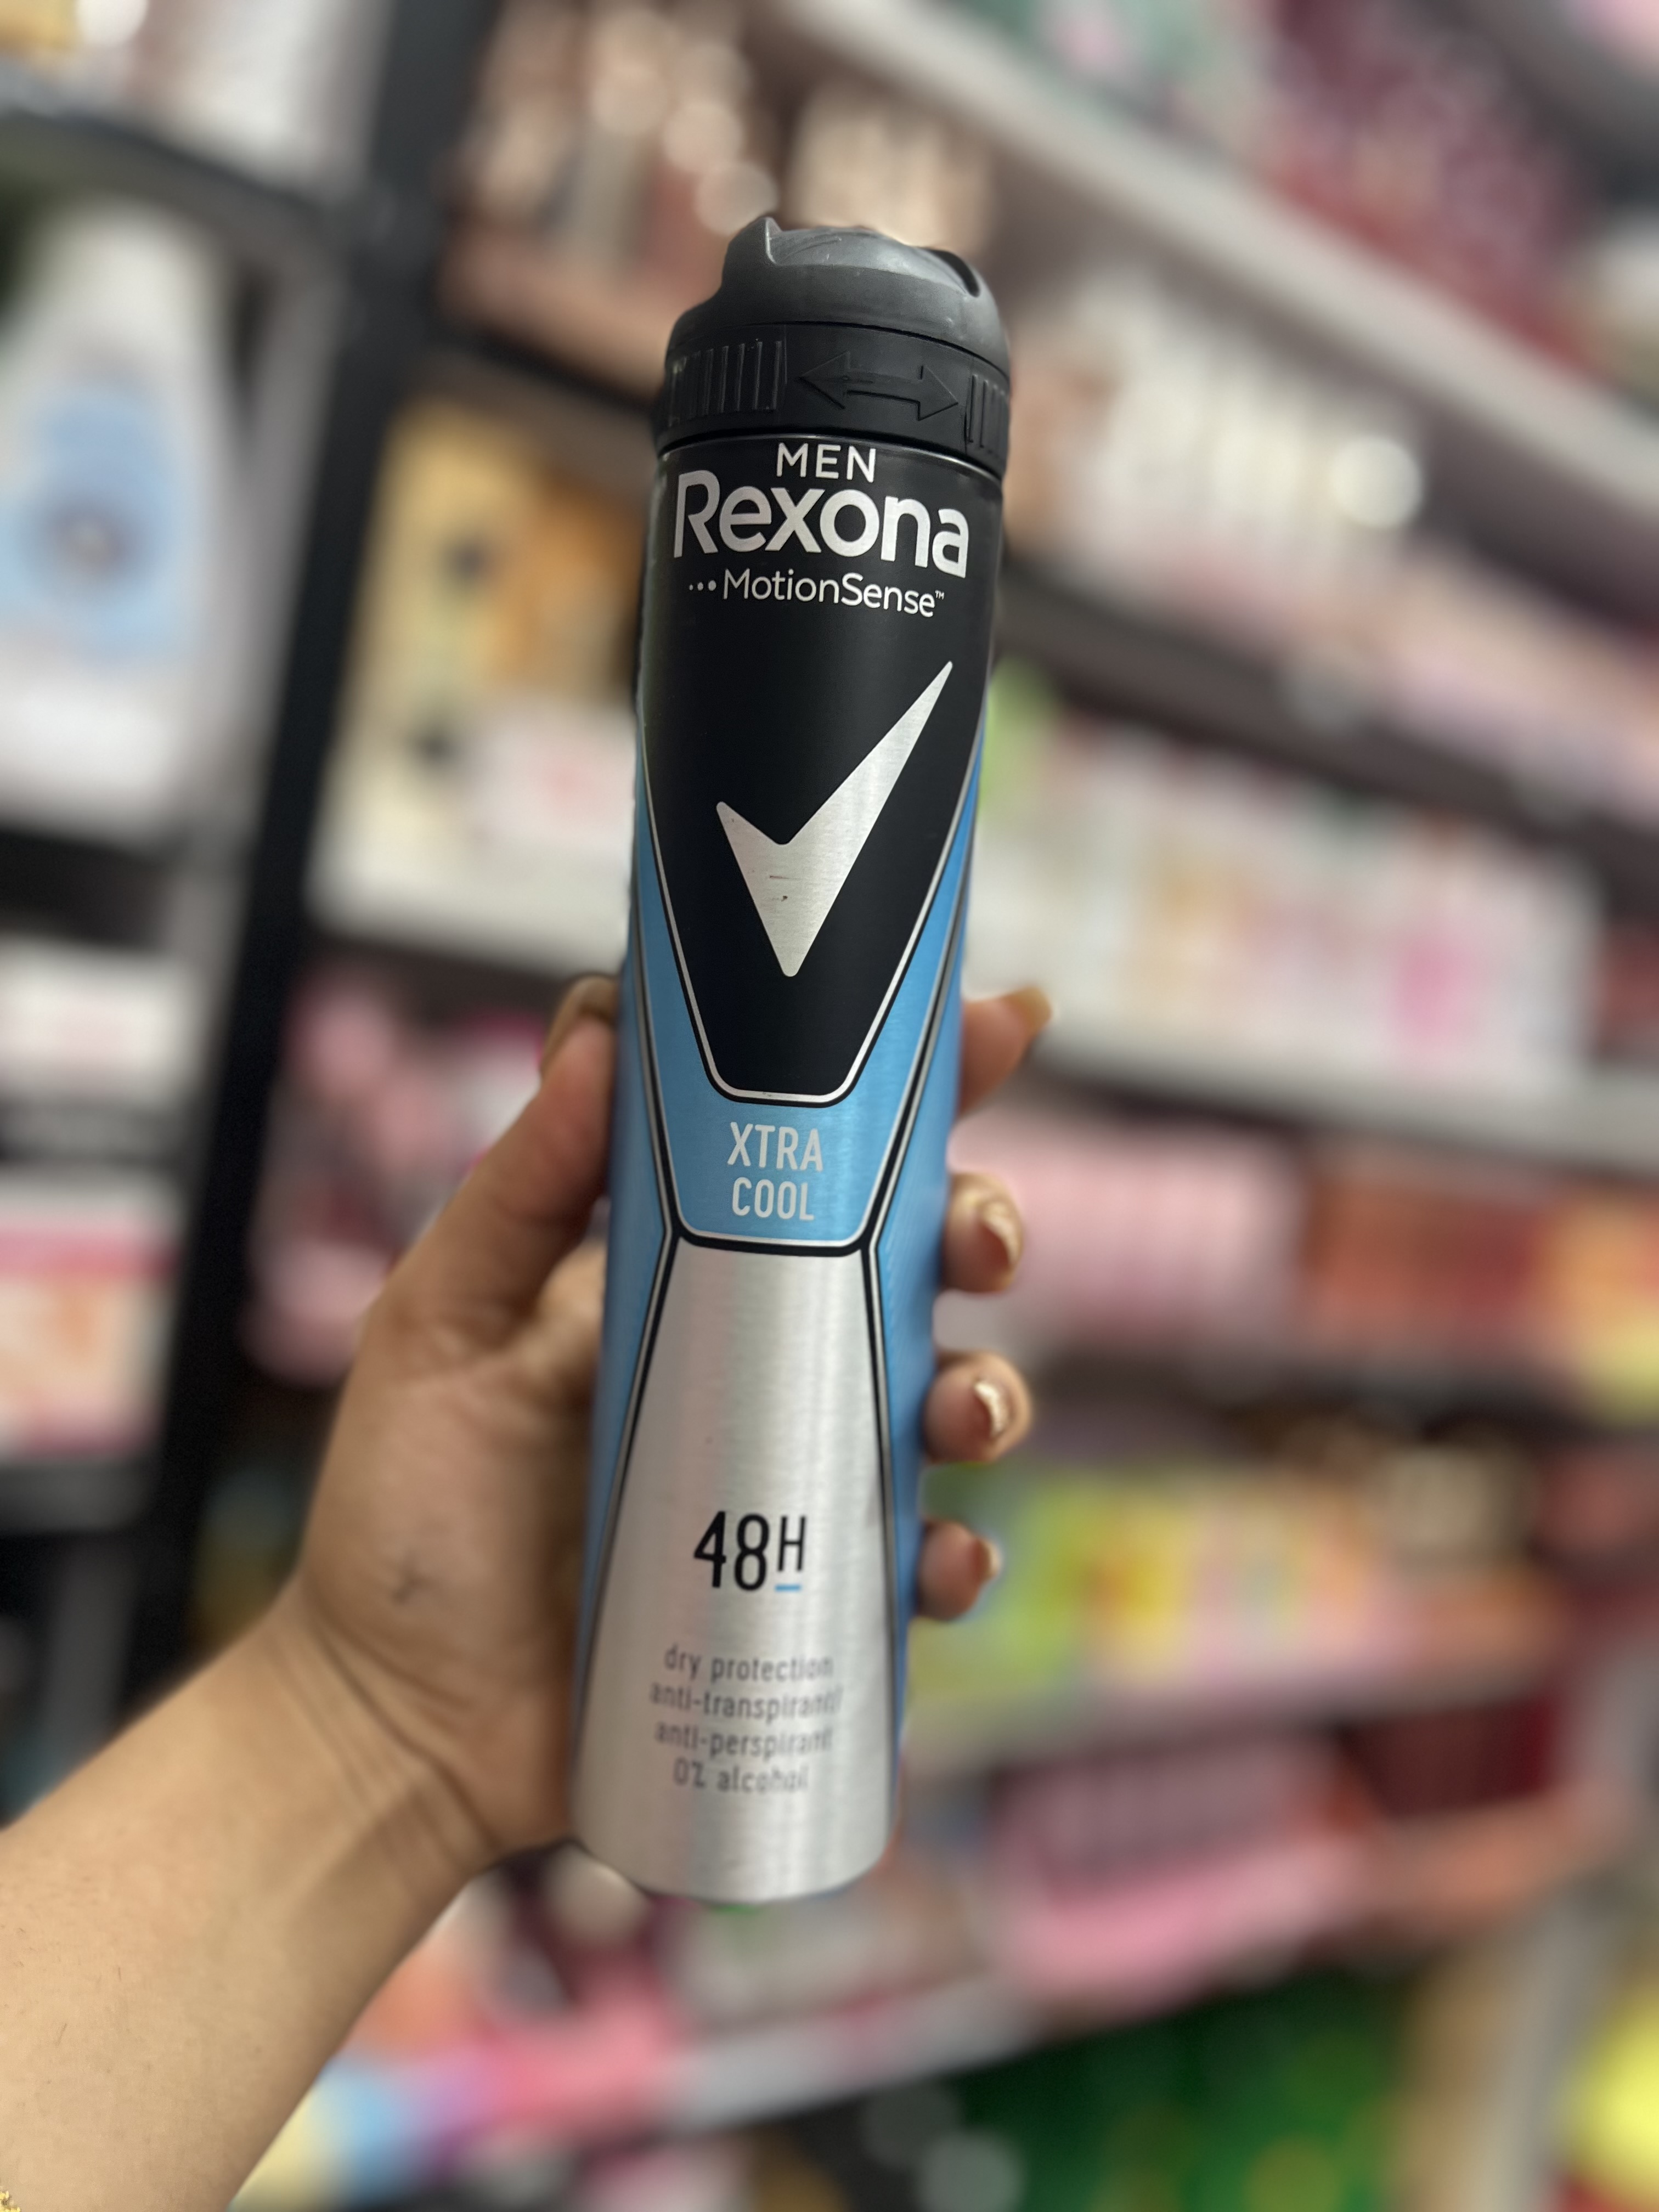 MEN
Rexona
MotionSense™
XTRA
COOL
48H
dry protection
anti-transpirant/
anti-perspirant
0% alcohol